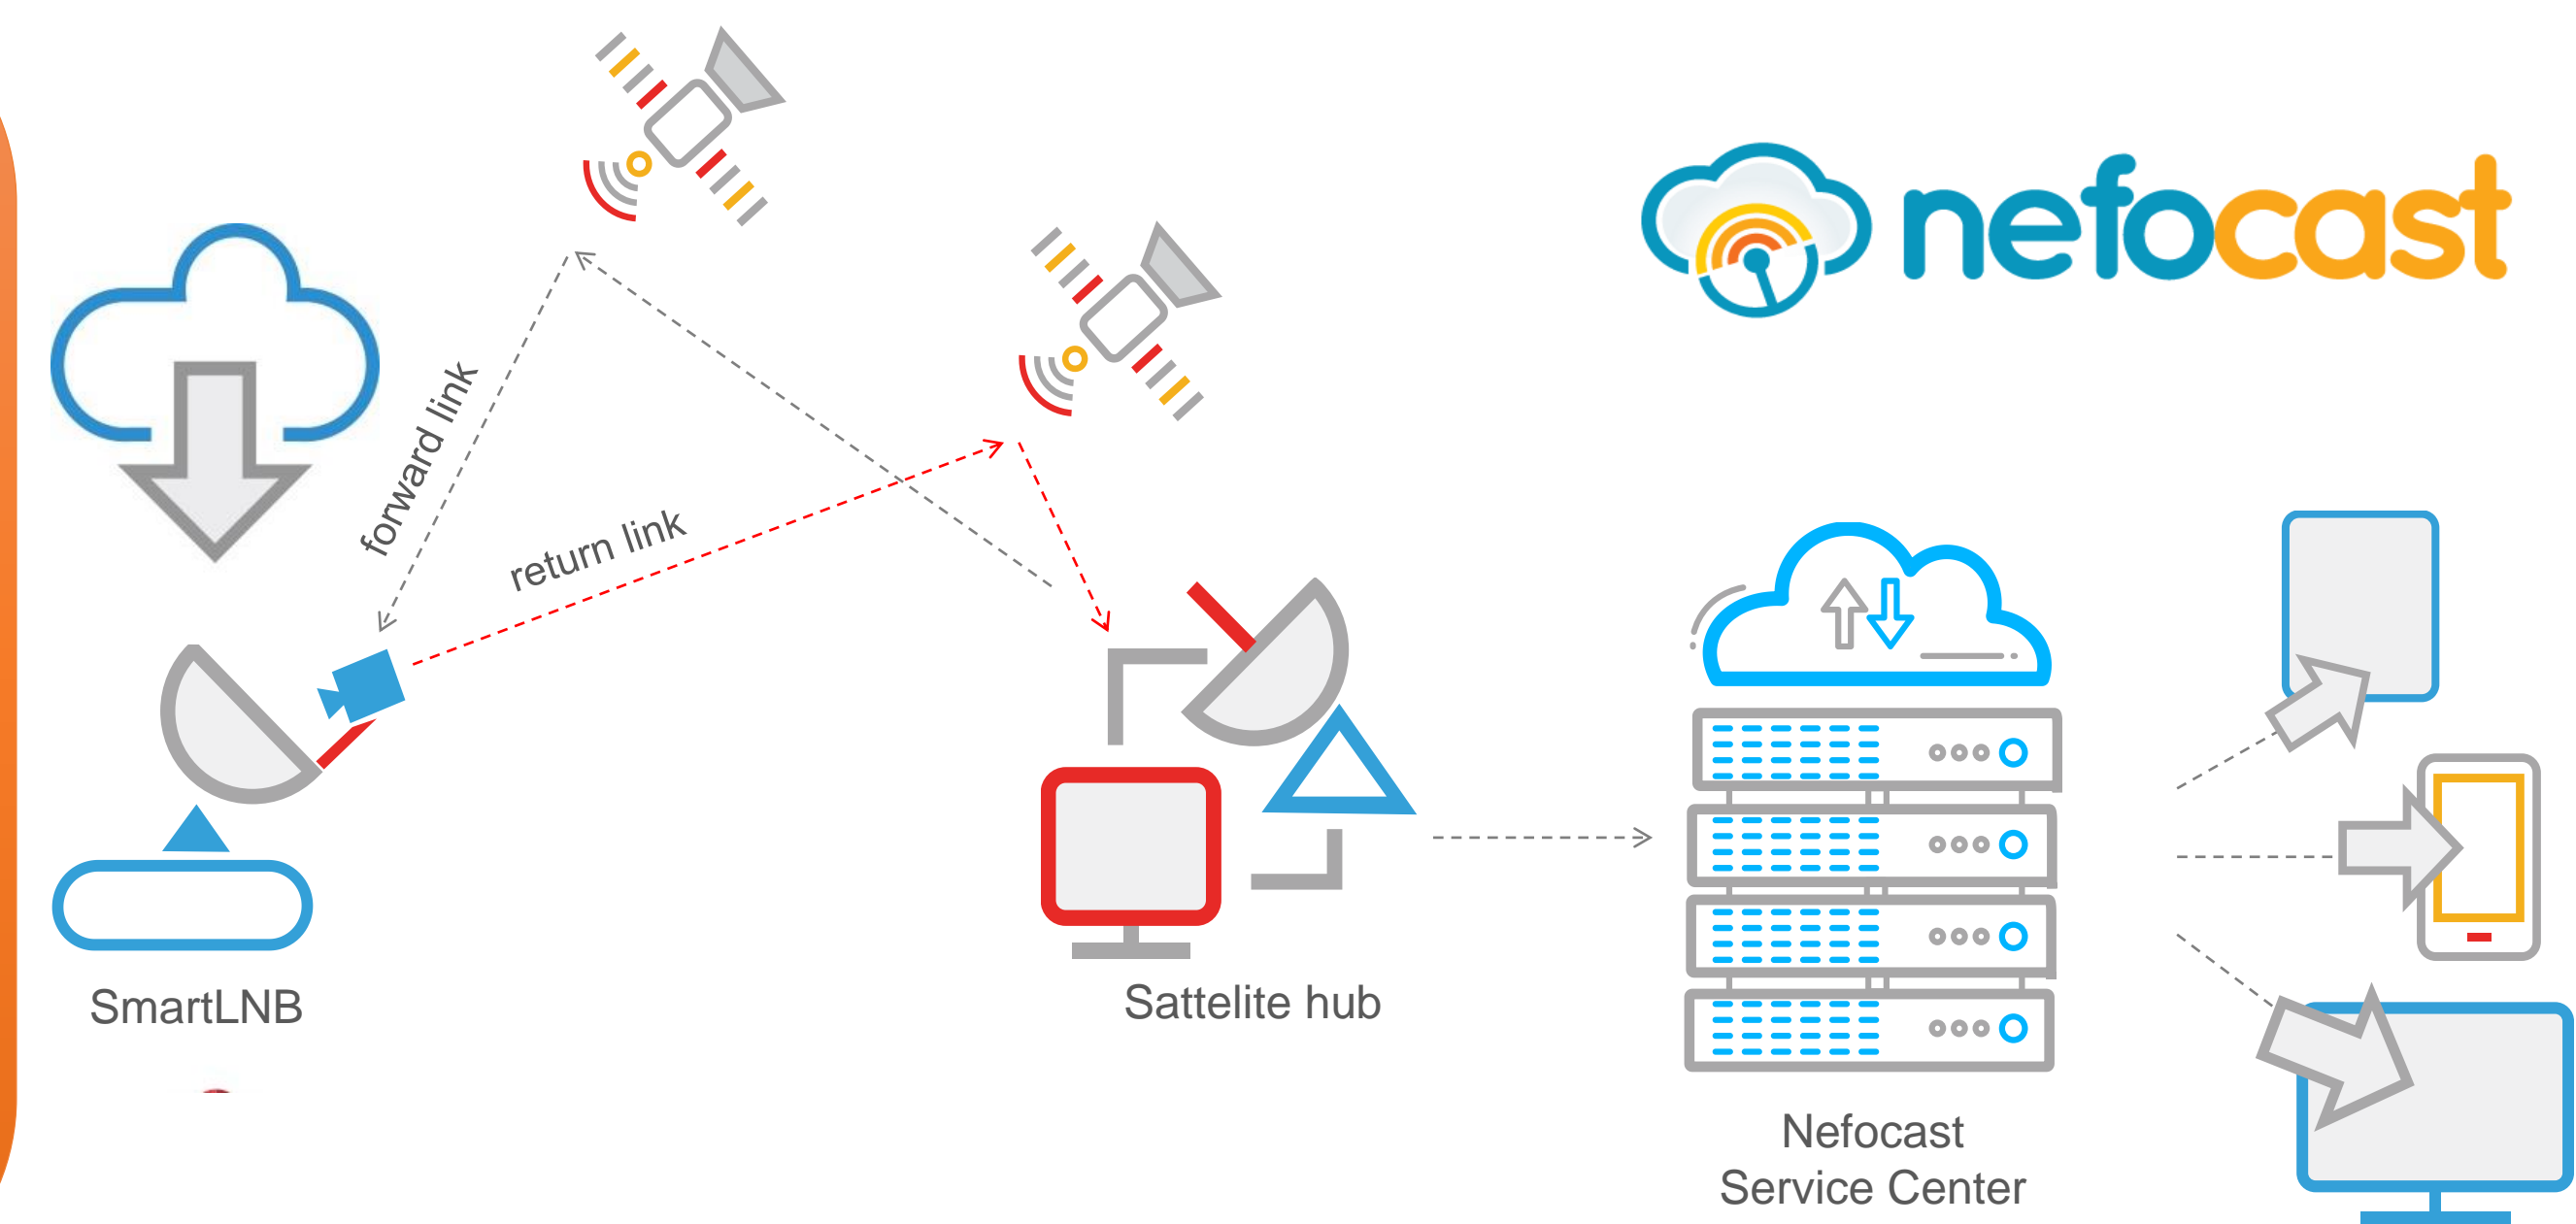 nefocast
forward link
return link
SmartLNB
Sattelite hub
Nefocast
Service Center